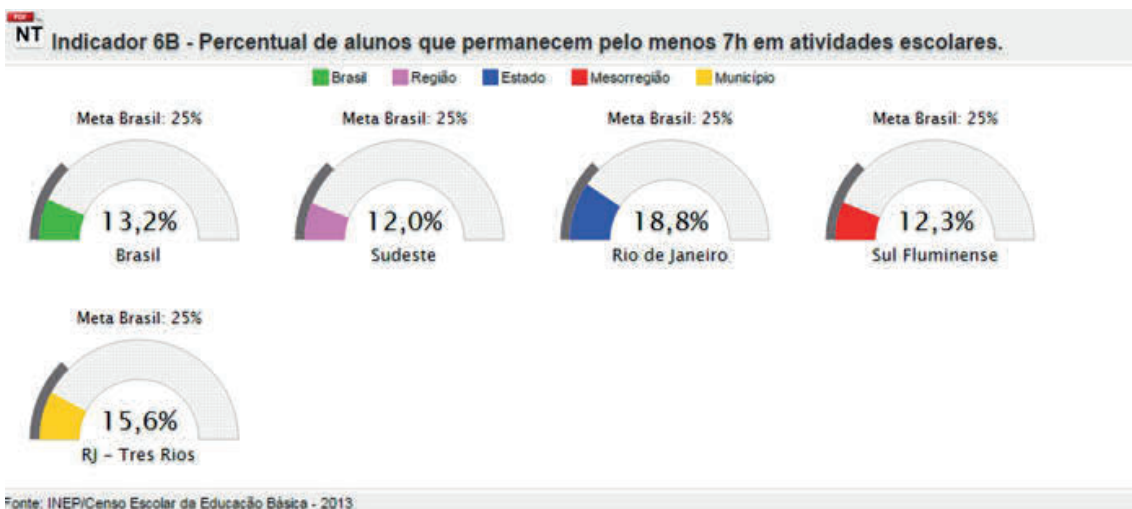 PDF
NT Indicador 6B - Percentual de alunos que permanecem pelo menos 7h em atividades escolares.
Brasil Região Estado Mesorregião Município
Meta Brasil: 25% Meta Brasil: 25% Meta Brasil: 25% Meta Brasil: 25%
13,2% 12,0% 18,8% 12,3%
Brasil Sudeste Rio de Janeiro Sul Fluminense
Meta Brasil: 25%
15,6%
RJ - Tres Rios
Fonte: INEP/Censo Escolar da Educação Básica - 2013